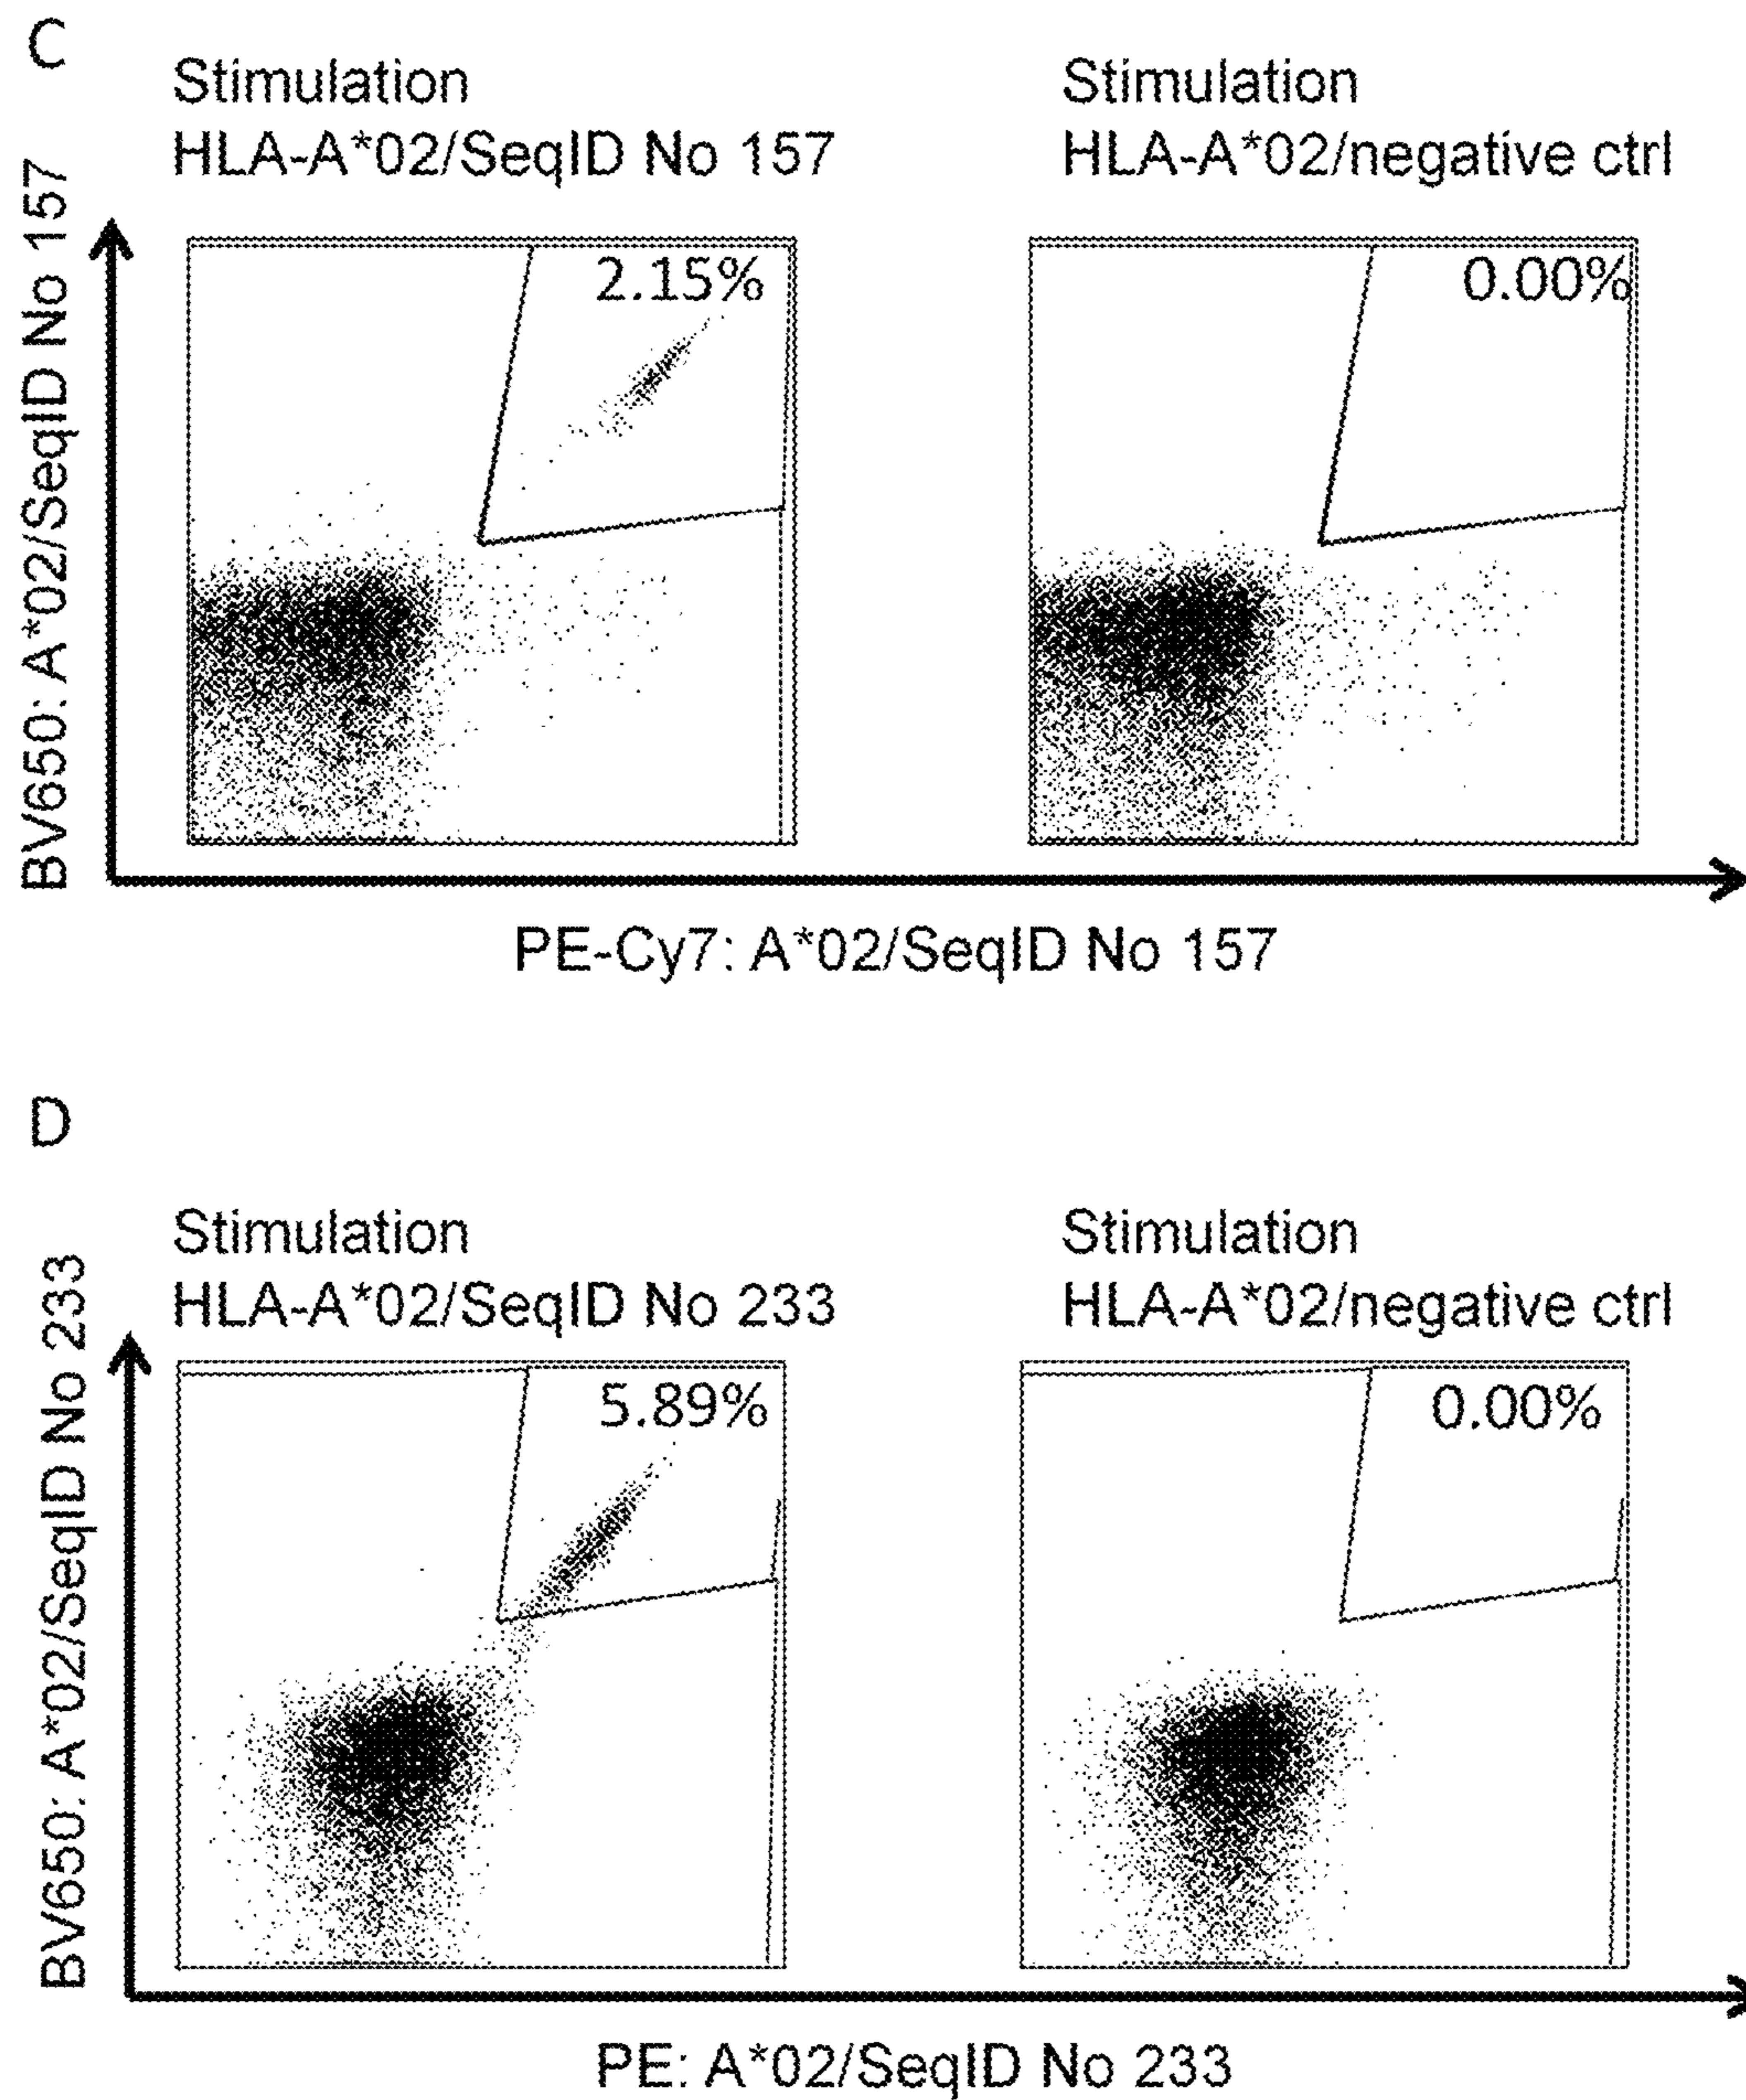 C
Stimulation
HLA-A*02/SeqID No 157
Stimulation
HLA-A*02/negative ctrl
BV650: A*02/SeqID No 157
2.15%
0.00%
PE-Cy7: A*02/SeqID No 157
D
Stimulation
HLA-A*02/SeqID No 233
Stimulation
HLA-A*02/negative ctrl
BV650: A*02/SeqID No 233
5.89%
0.00%
PE: A*02/SeqID No 233